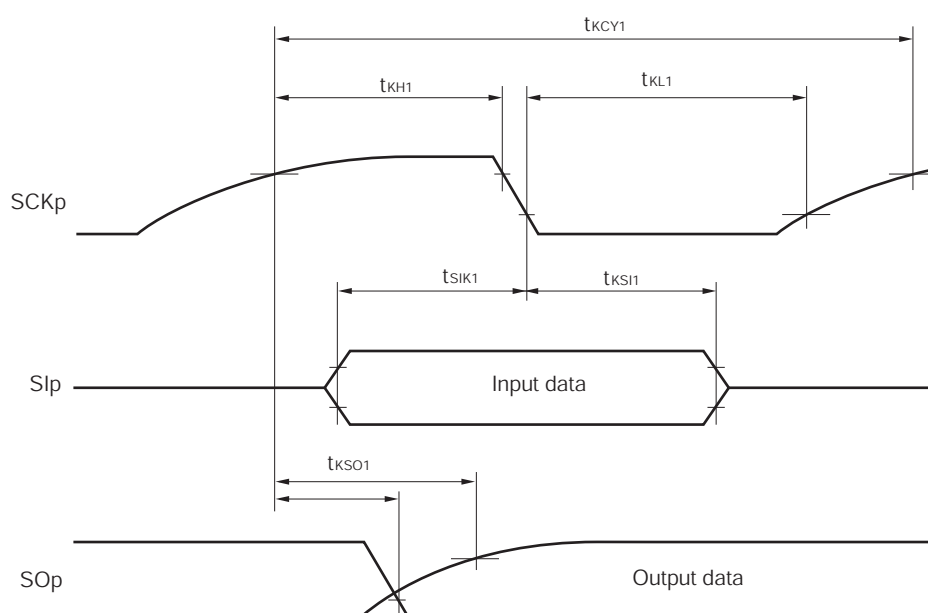 tKCY1
tKH1
tKL1
SCKp
tSIK1
tKSI1
SIp
Input data
tKSO1
SOp
Output data